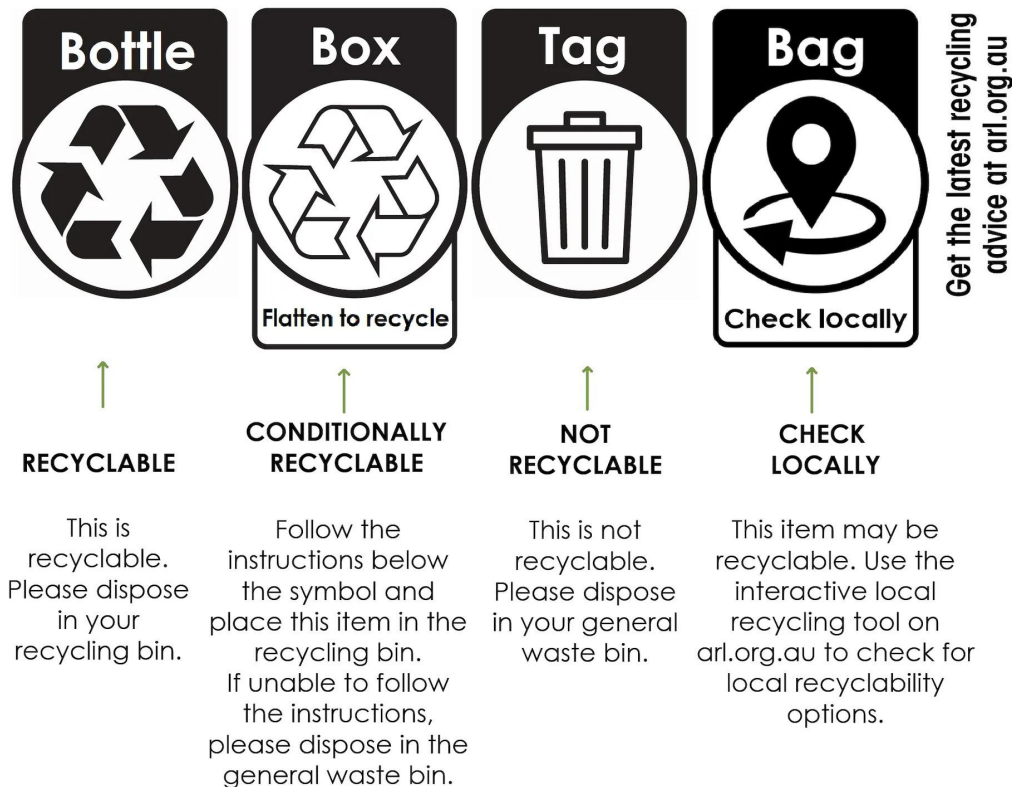 Bottle
Box
Tag
Bag
Get the latest recycling
advice at arl.org.au
Flatten to recycle
Check locally
RECYCLABLE
This is
recyclable.
Please dispose
in your
recycling bin.
CONDITIONALLY
RECYCLABLE
Follow the
instructions below
the symbol and
place this item in the
recycling bin.
If unable to follow
the instructions,
please dispose in the
general waste bin.
NOT
RECYCLABLE
This is not
recyclable.
Please dispose
in your general
waste bin.
CHECK
LOCALLY
This item may be
recyclable. Use the
interactive local
recycling tool on
arl.org.au to check for
local recyclability
options.